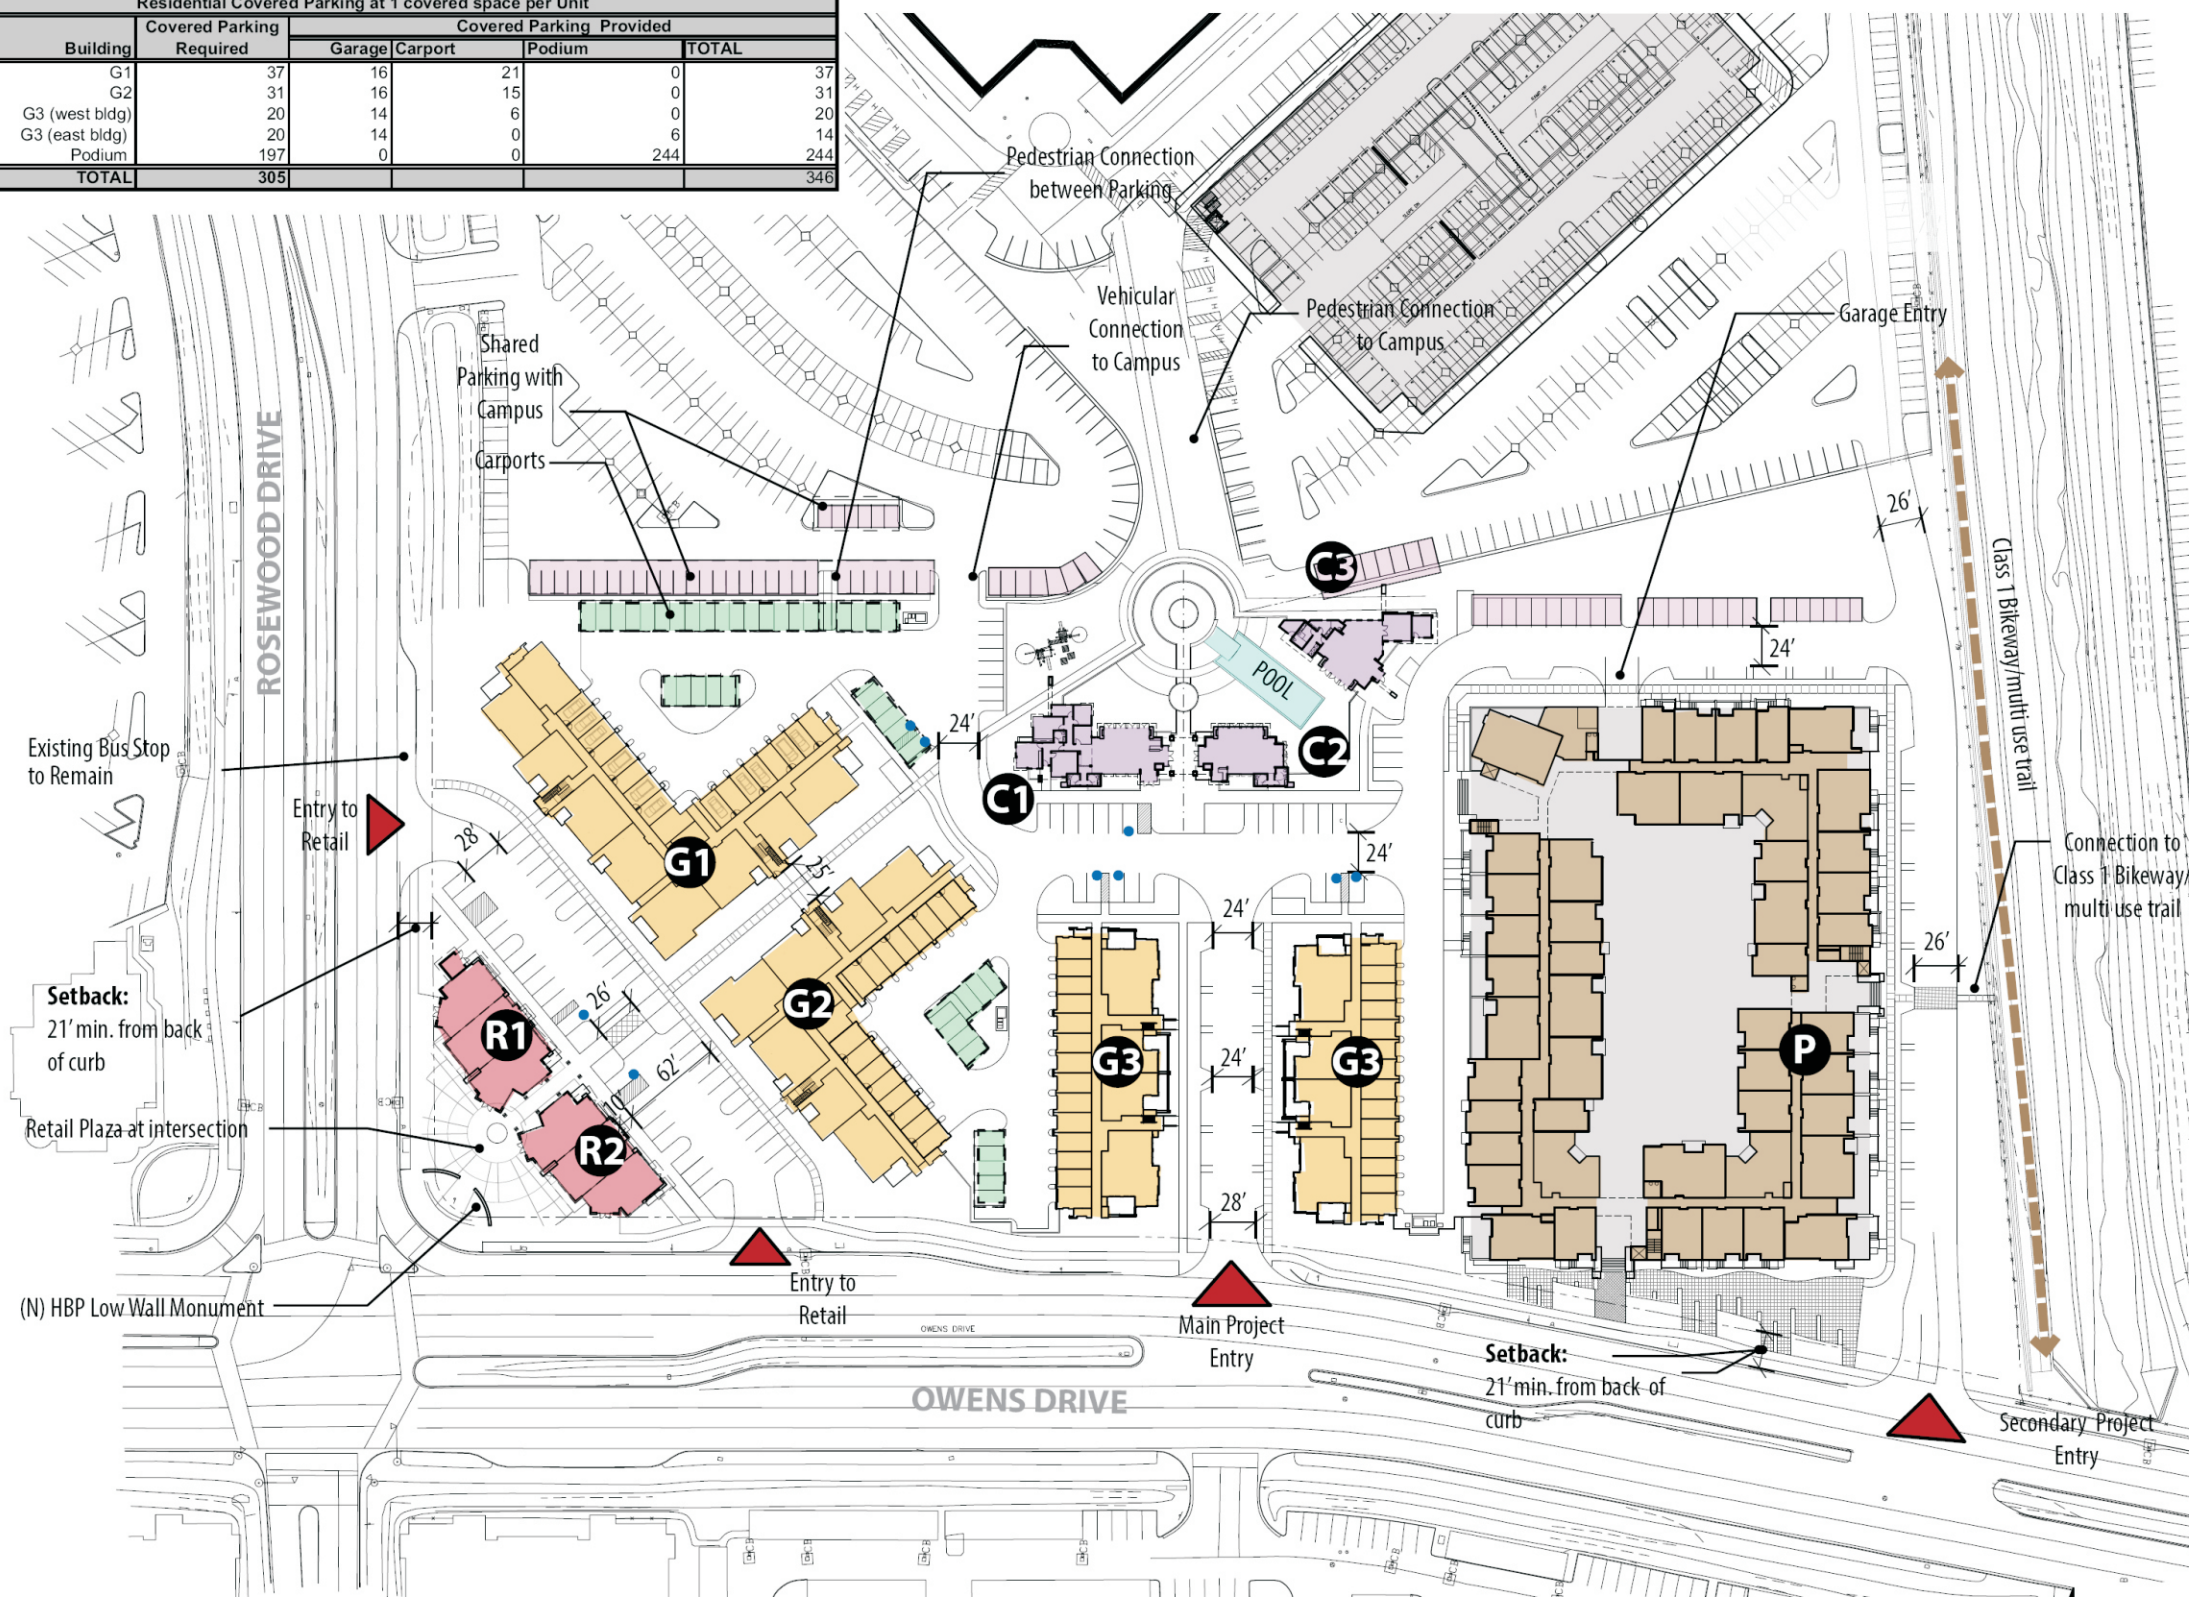 Residential Covered Parking at 1 covered space per Unit
Covered Parking Covered Parking Provided
Building Required Garage Carport Podium TOTAL
G1 37 16 21 0 37
G2 31 16 15 0 31
G3 (west bldg) 20 14 6 0 20
G3 (east bldg) 20 14 0 6 14
Podium 197 0 0 244 244
TOTAL 305 346
Pedestrian Connection
between Parking
Vehicular
Connection
to Campus
Pedestrian Connection
to Campus
Garage Entry
Shared
Parking with
Campus
Carports
ROSEWOOD DRIVE
26'
Class 1 Bikeway/multi use trail
C3
24'
POOL
Existing Bus Stop
to Remain
24'
C2
C1
Entry to
Retail
28'
G1
25'
24'
Connection to
Class 1 Bikeway/
multi use trail
24'
26'
Setback:
21' min. from back
of curb
26'
G2
R1
62'
G3
24'
G3
P
Retail Plaza at intersection
R2
28'
(N) HBP Low Wall Monument
Entry to
Retail
OWENS DRIVE
Main Project
Entry
Setback:
21' min. from back of
curb
OWENS DRIVE
Secondary Project
Entry